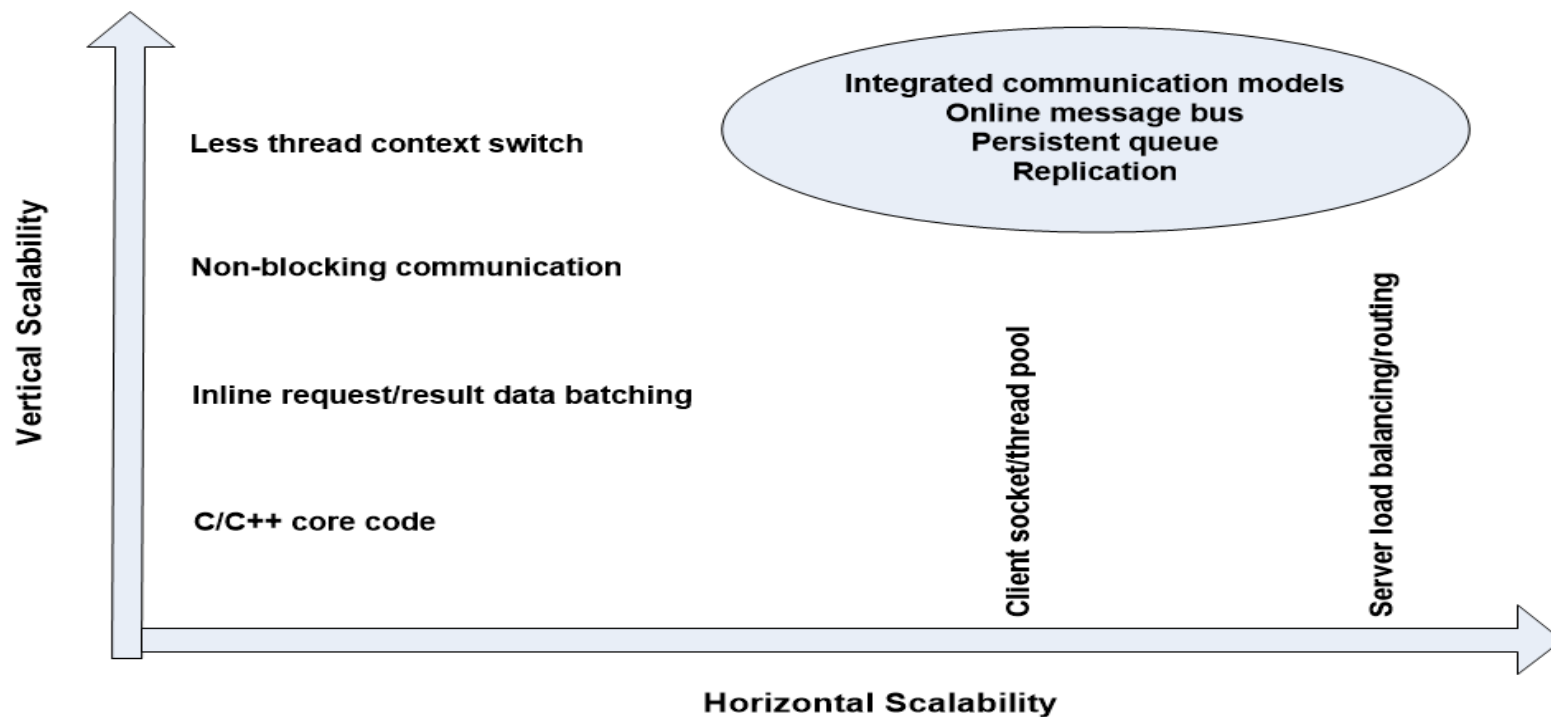 Integrated communication models
Online message bus
Persistent queue
Replication
Less thread context switch
Non-blocking communication
Inline request/result data batching
C/C++ core code
Vertical Scalability
Client socket/thread pool
Server load balancing/routing
Horizontal Scalability